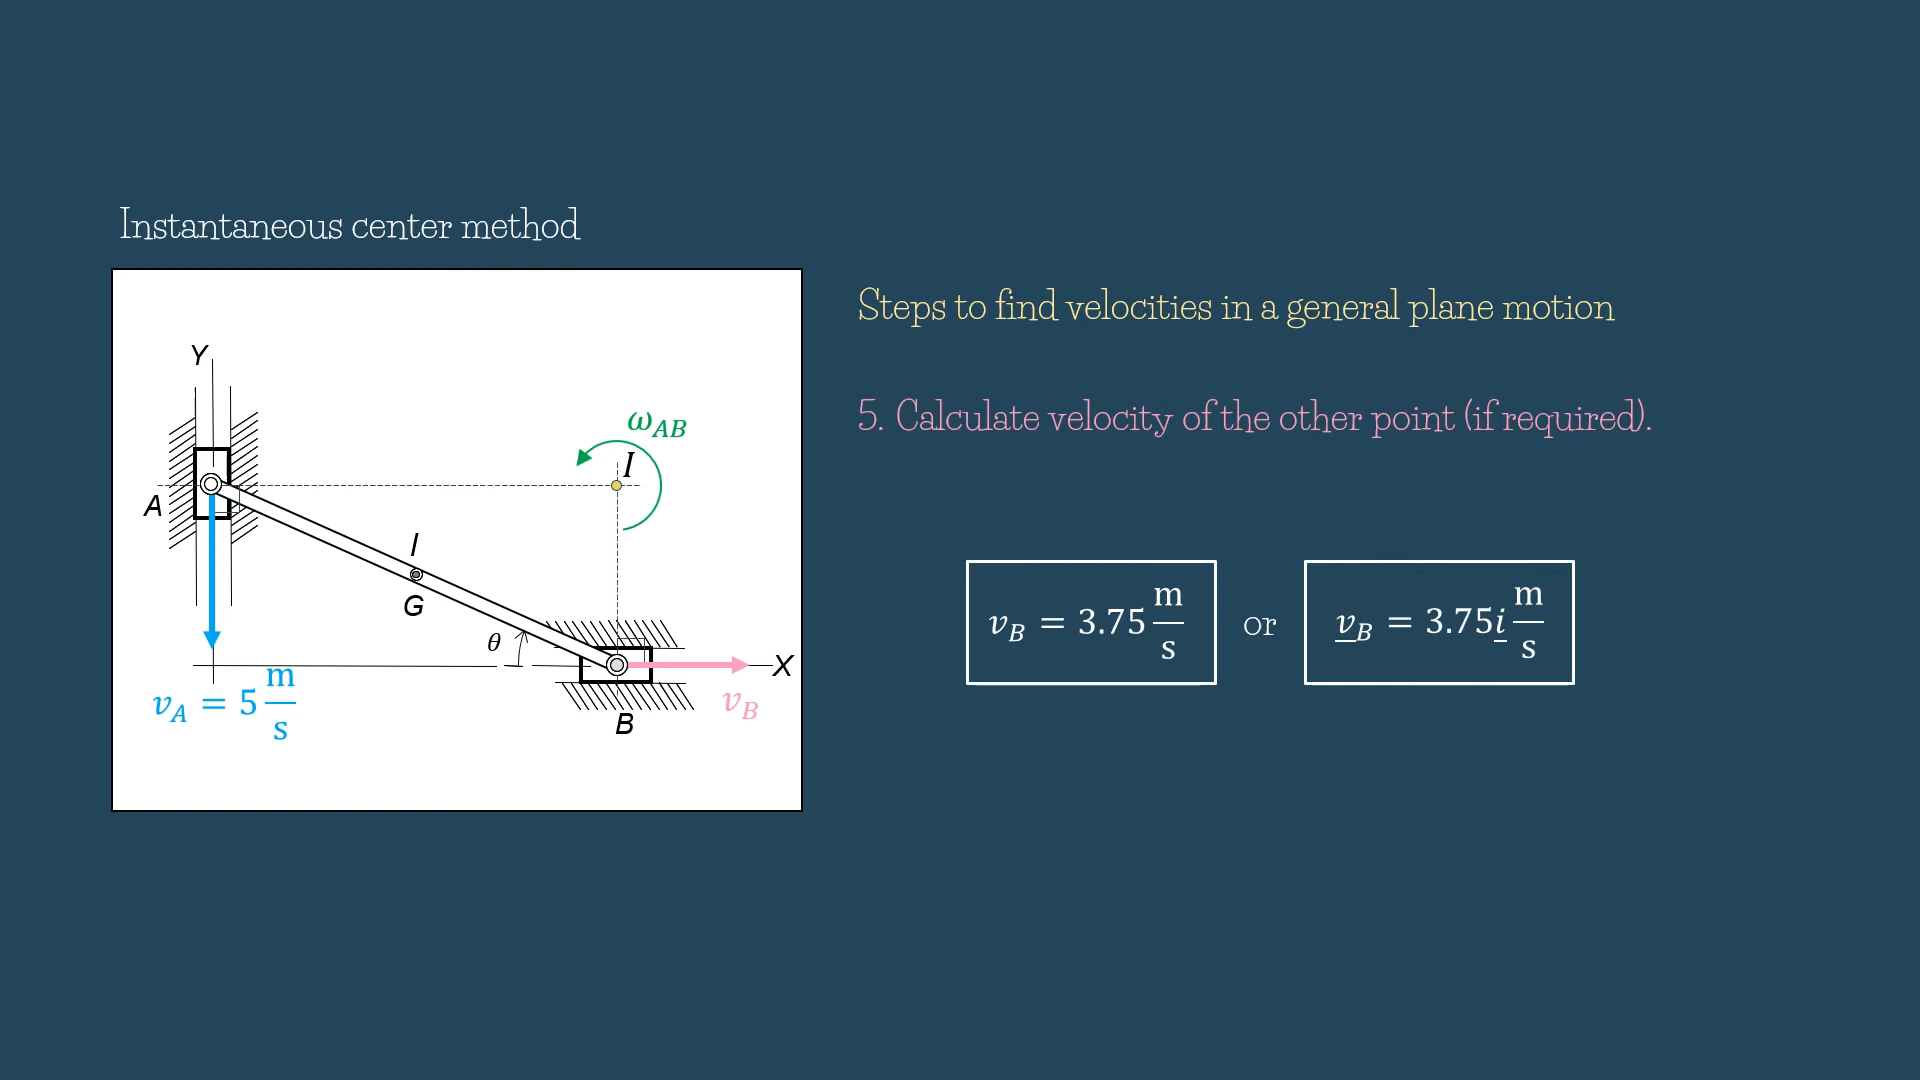 Instantaneous center method
Steps to find velocities in a general plane motion
5. Calculate velocity of the other point (if required).
Y
ω_AB
I
A
l
G
θ
X
v_A = 5 m/s
v_B
B
v_B = 3.75 m/s
or
v_B = 3.75i m/s